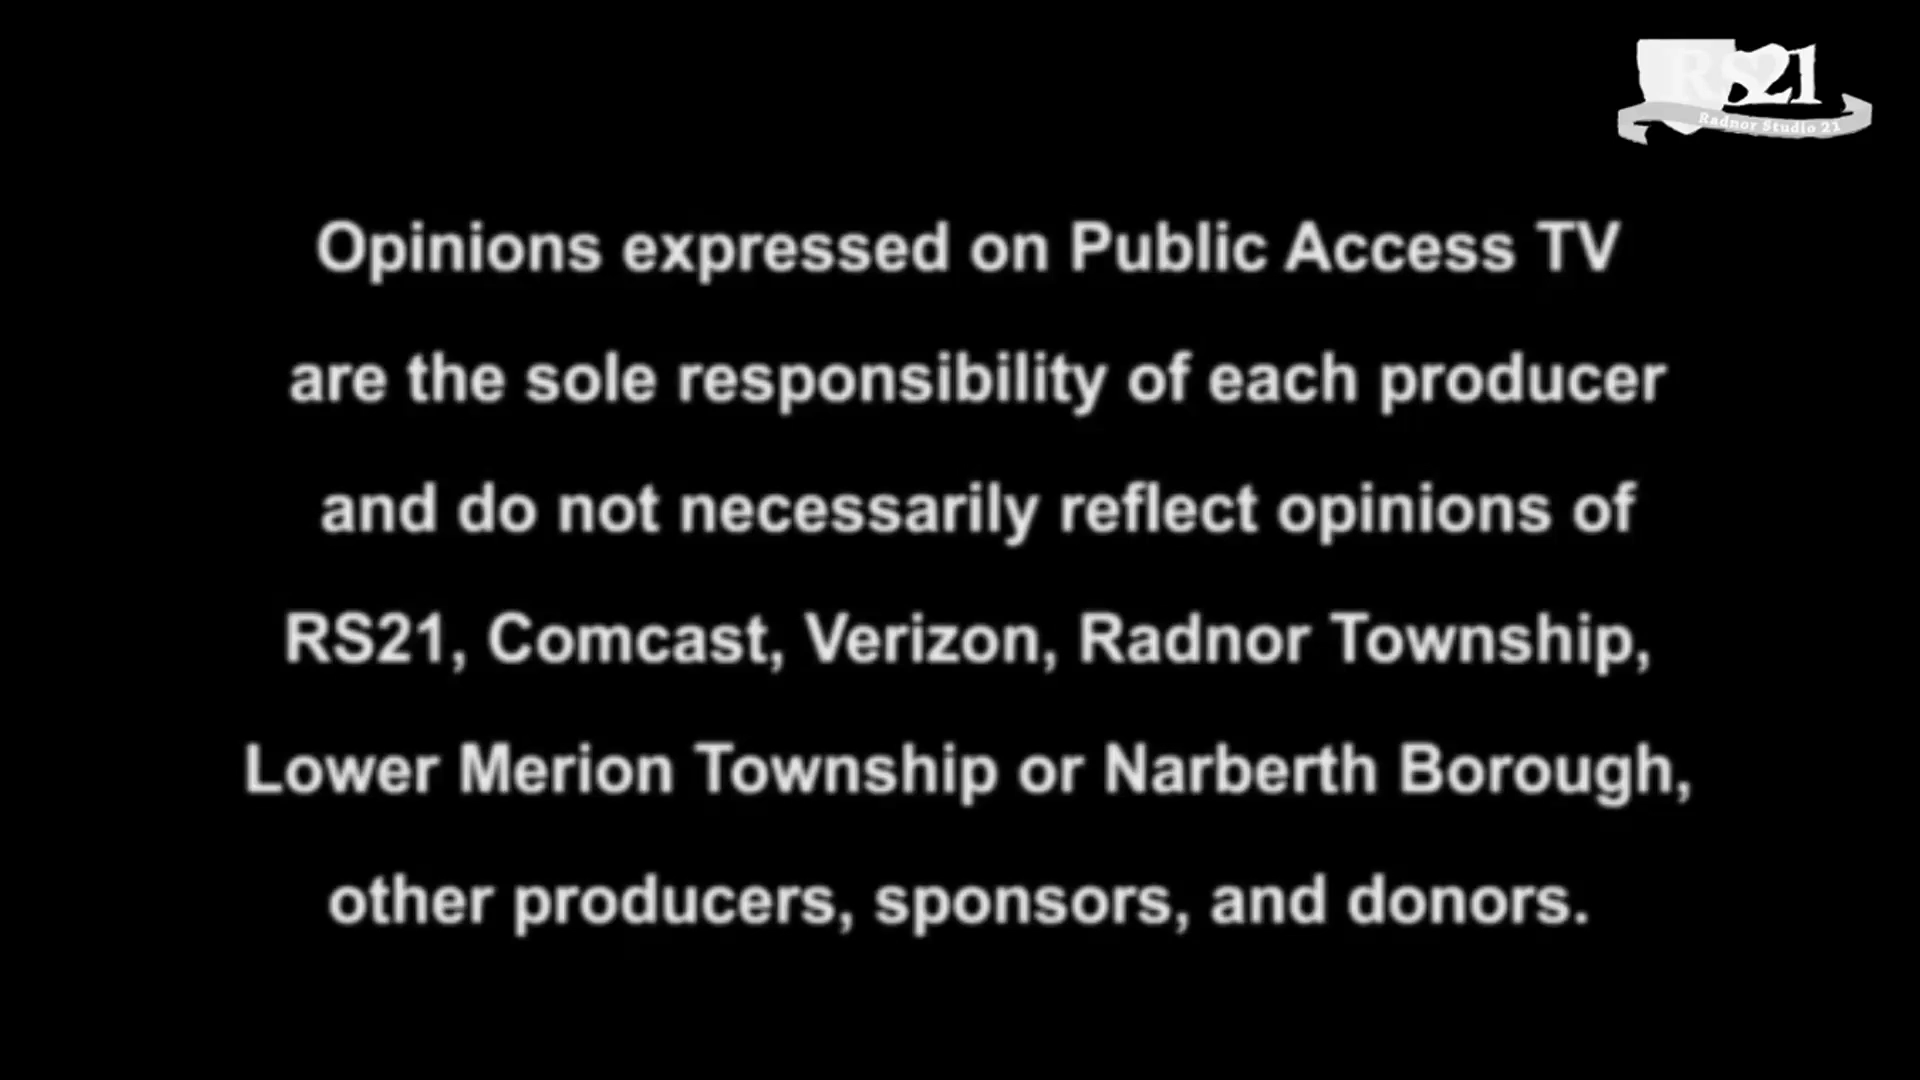 RS21
Radnor Studio 21
Opinions expressed on Public Access TV
are the sole responsibility of each producer
and do not necessarily reflect opinions of
RS21, Comcast, Verizon, Radnor Township,
Lower Merion Township or Narberth Borough,
other producers, sponsors, and donors.